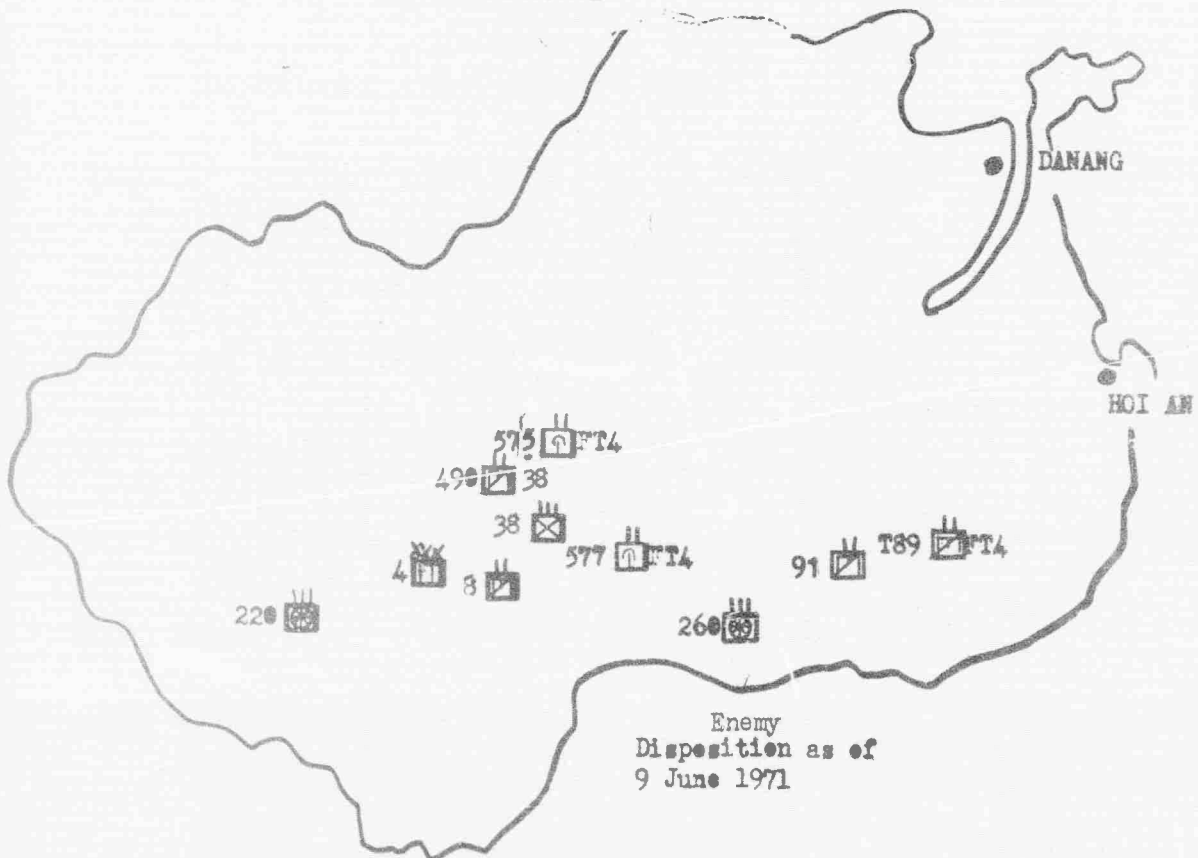 DANANG
HOI AN
575 FT4
490 38
38
577 FT4
T89 FT4
91
4
8
220
260
Enemy
Disposition as of
9 June 1971